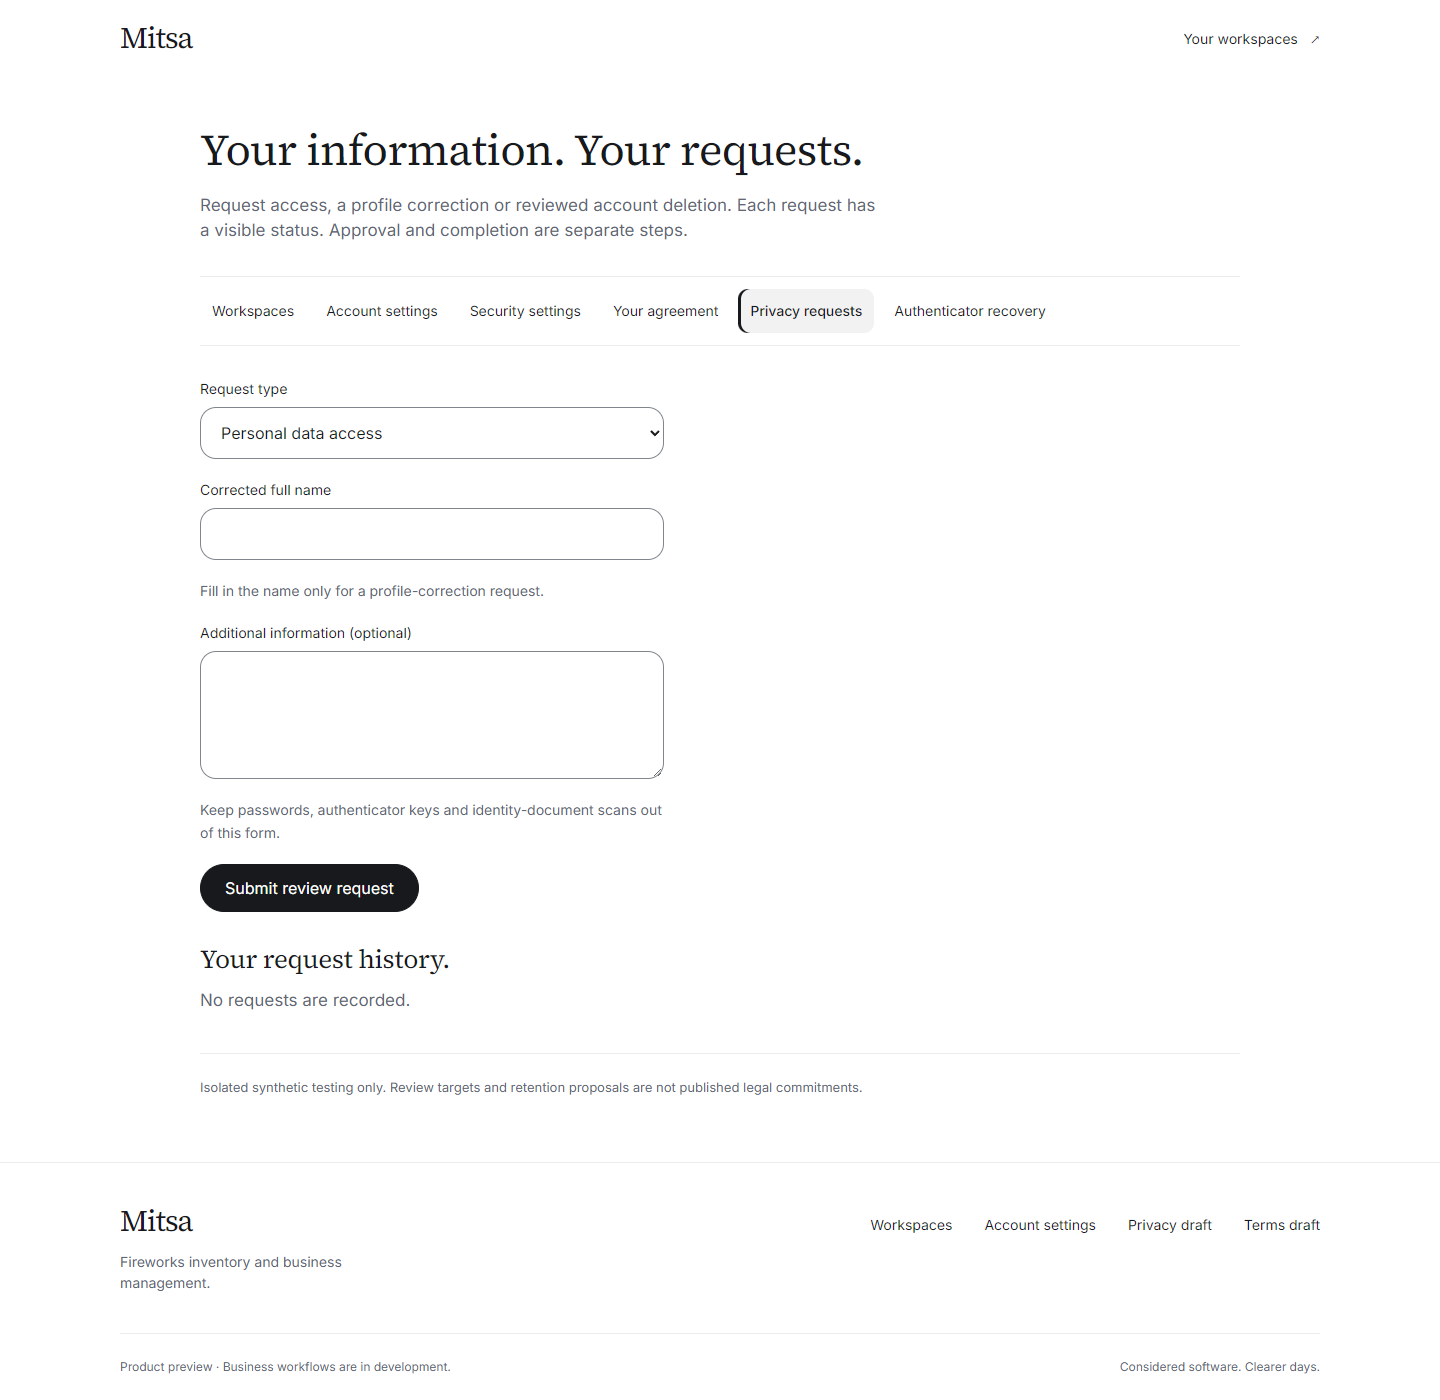 Mitsa
Your workspaces ↗
Your information. Your requests.
Request access, a profile correction or reviewed account deletion. Each request has
a visible status. Approval and completion are separate steps.
Workspaces
Account settings
Security settings
Your agreement
Privacy requests
Authenticator recovery
Request type
Personal data access
Corrected full name
Fill in the name only for a profile-correction request.
Additional information (optional)
Keep passwords, authenticator keys and identity-document scans out
of this form.
Submit review request
Your request history.
No requests are recorded.
Isolated synthetic testing only. Review targets and retention proposals are not published legal commitments.
Mitsa
Workspaces
Account settings
Privacy draft
Terms draft
Fireworks inventory and business
management.
Product preview · Business workflows are in development.
Considered software. Clearer days.